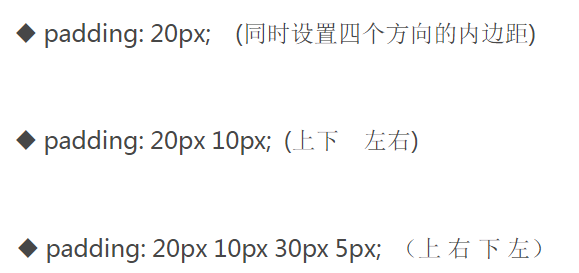 ◆ padding: 20px; (同时设置四个方向的内边距)
◆ padding: 20px 10px; (上下 左右)
◆ padding: 20px 10px 30px 5px; （上 右 下 左）